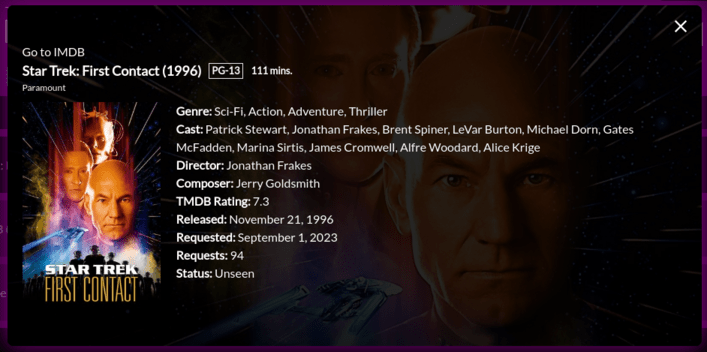 Go to IMDB
Star Trek: First Contact (1996) PG-13 111 mins.
Paramount
Genre: Sci-Fi, Action, Adventure, Thriller
Cast: Patrick Stewart, Jonathan Frakes, Brent Spiner, LeVar Burton, Michael Dorn, Gates
McFadden, Marina Sirtis, James Cromwell, Alfre Woodard, Alice Krige
Director: Jonathan Frakes
Composer: Jerry Goldsmith
TMDB Rating: 7.3
Released: November 21, 1996
Requested: September 1, 2023
Requests: 94
Status: Unseen
STAR TREK
FIRST CONTACT